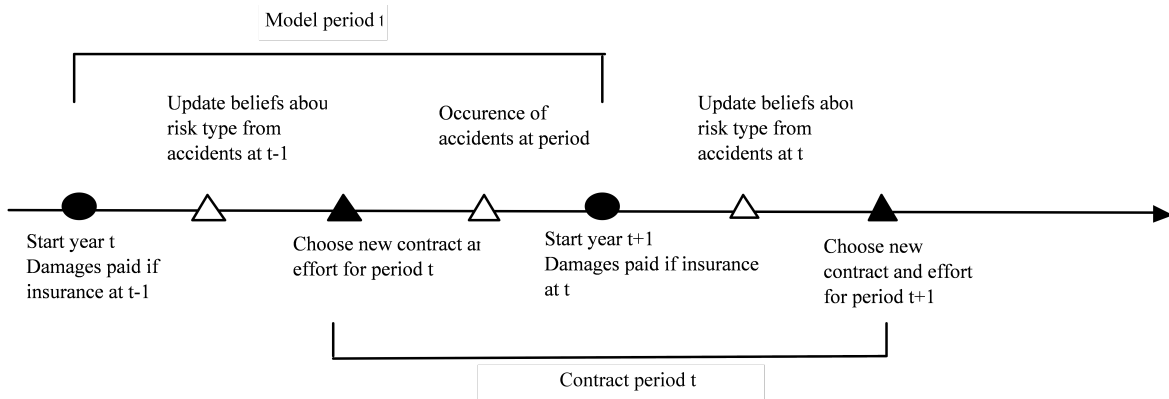 Model period t
Update beliefs abou
risk type from
accidents at t-1
Occurence of
accidents at period
Update beliefs abou
risk type from
accidents at t
Start year t
Damages paid if
insurance at t-1
Choose new contract an
effort for period t
Start year t+1
Damages paid if insurance
at t
Choose new
contract and effort
for period t+1
Contract period t